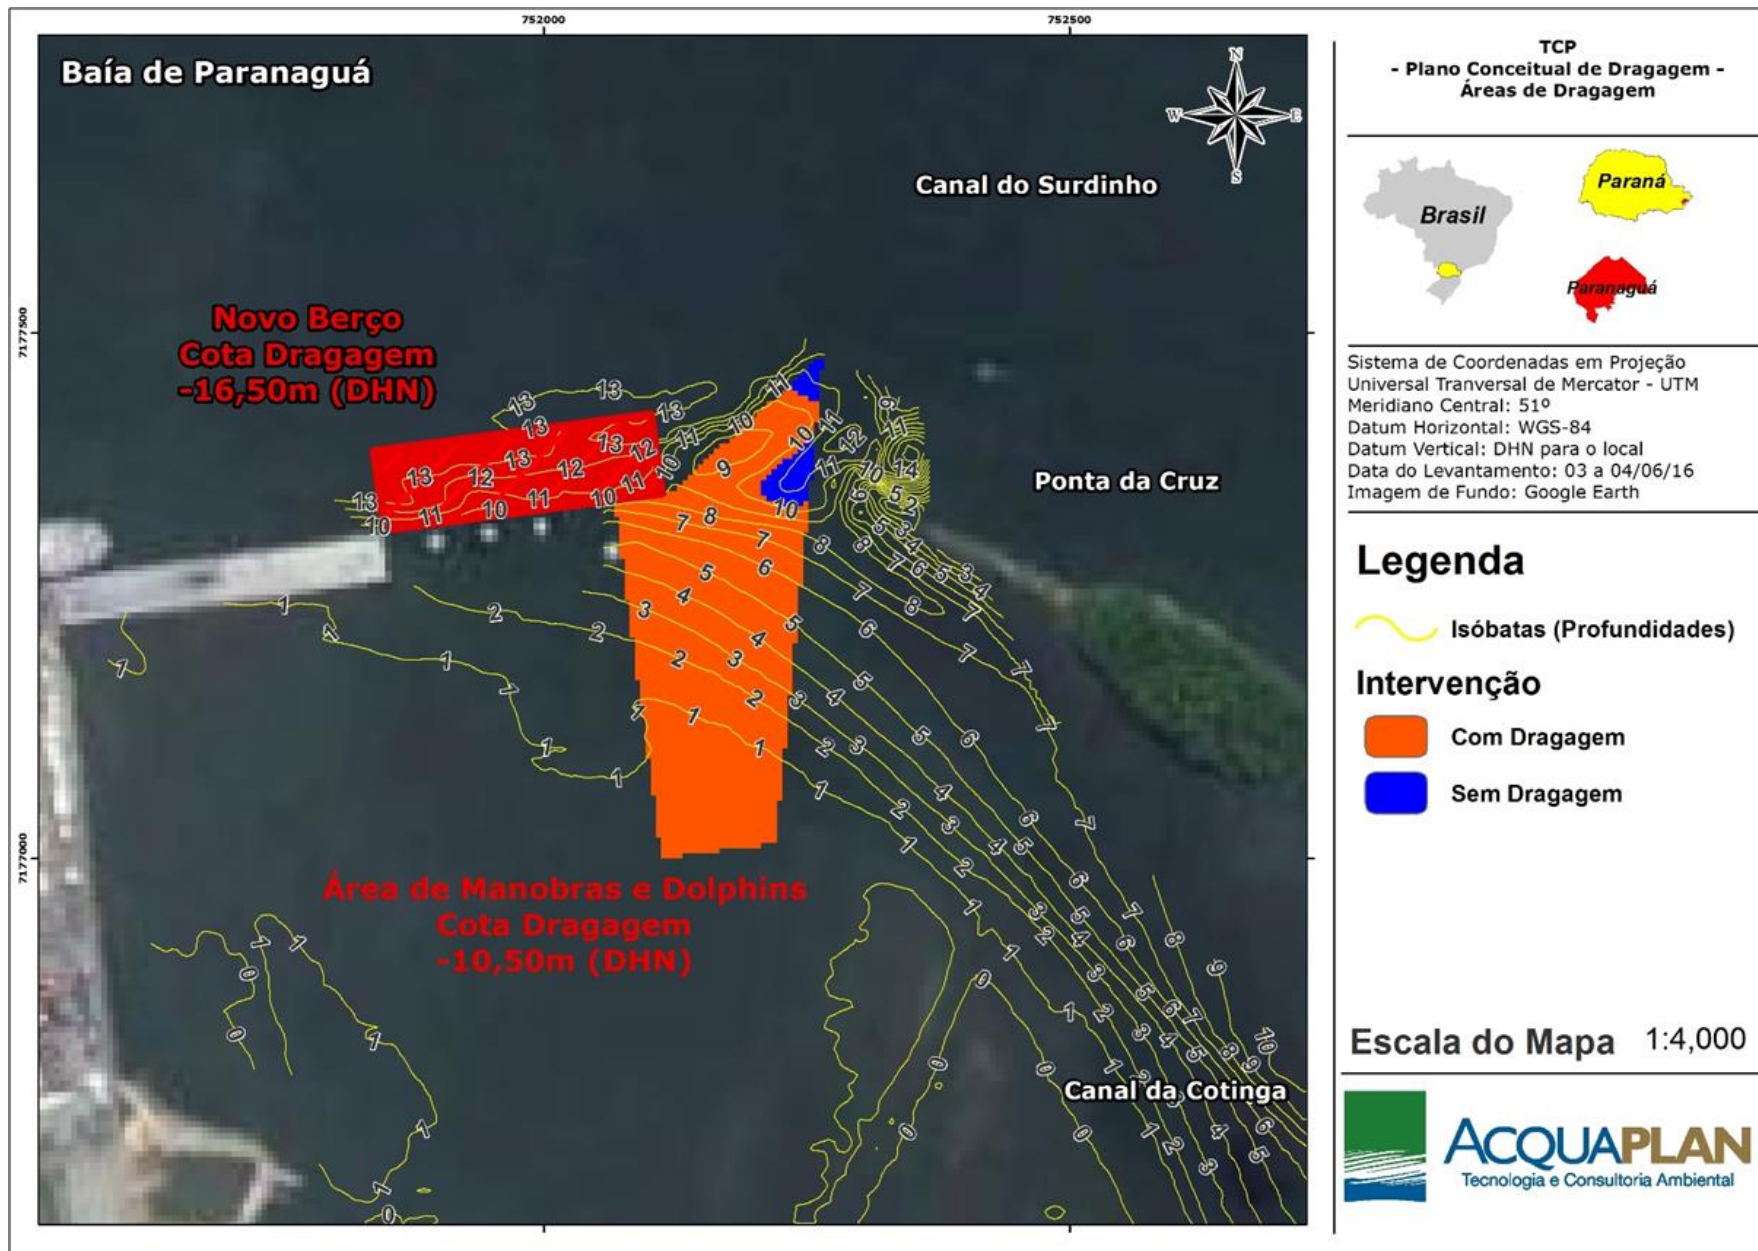 752000
752500
7177500
7177000
Baía de Paranaguá
N
W
E
S
Canal do Surdinho
Novo Berço
Cota Dragagem
-16,50m (DHN)
Ponta da Cruz
Área de Manobras e Dolphins
Cota Dragagem
-10,50m (DHN)
Canal da Cotinga
TCP
- Plano Conceitual de Dragagem -
Áreas de Dragagem
Brasil
Paraná
Paranaguá
Sistema de Coordenadas em Projeção
Universal Tranversal de Mercator - UTM
Meridiano Central: 51º
Datum Horizontal: WGS-84
Datum Vertical: DHN para o local
Data do Levantamento: 03 a 04/06/16
Imagem de Fundo: Google Earth
Legenda
Isóbatas (Profundidades)
Intervenção
Com Dragagem
Sem Dragagem
Escala do Mapa 1:4,000
ACQUAPLAN
Tecnologia e Consultoria Ambiental